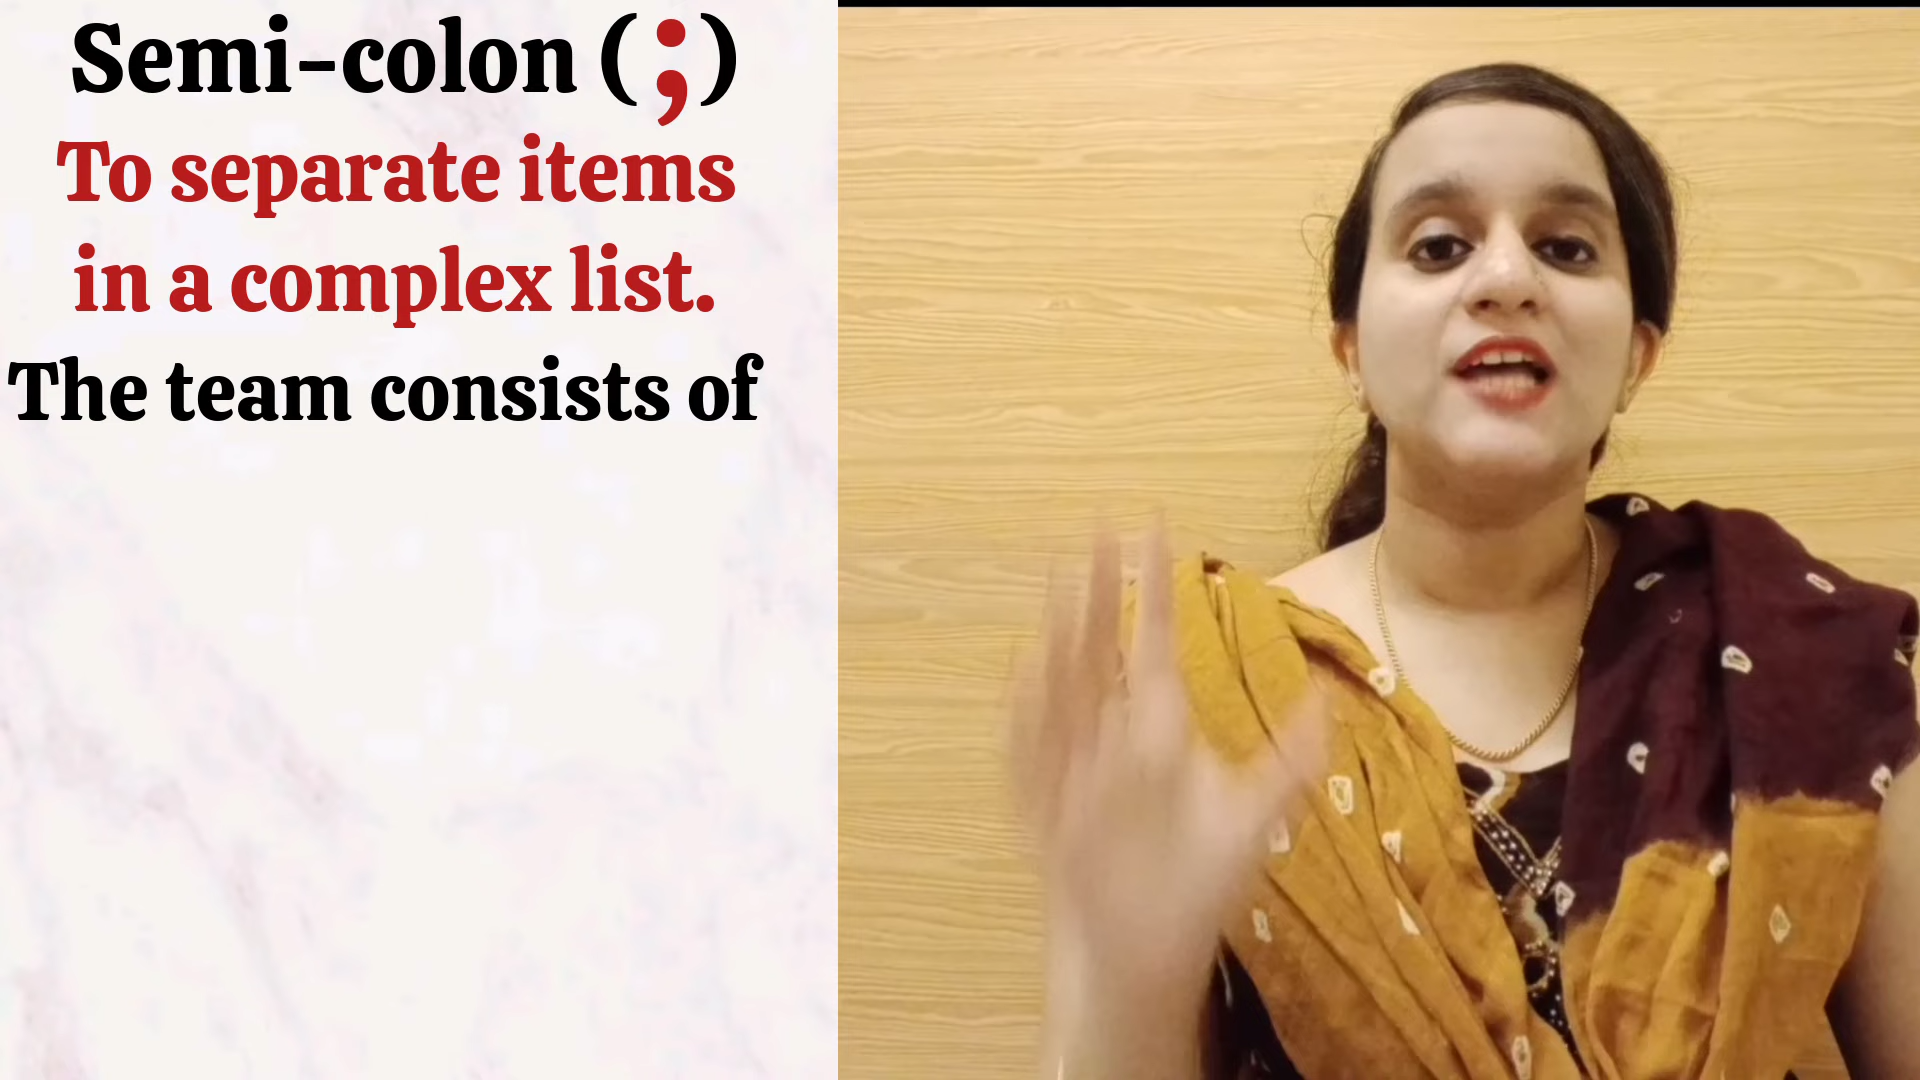 Semi-colon (;)
To separate items
in a complex list.
The team consists of